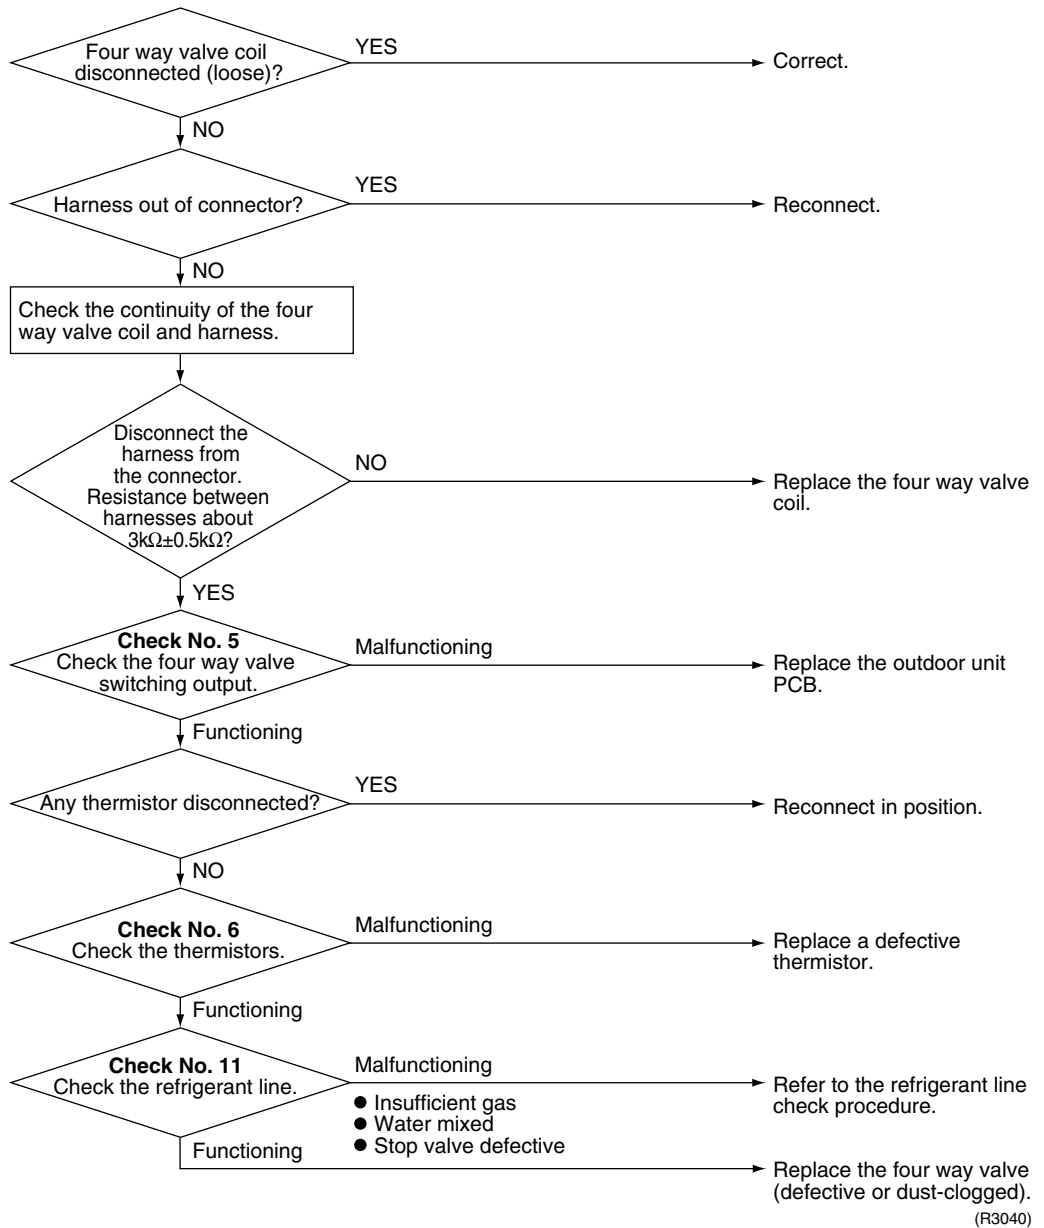 Four way valve coil
disconnected (loose)?
YES
Correct.
NO
Harness out of connector?
YES
Reconnect.
NO
Check the continuity of the four
way valve coil and harness.
Disconnect the
harness from
the connector.
Resistance between
harnesses about
3kΩ±0.5kΩ?
NO
Replace the four way valve
coil.
YES
Check No. 5
Check the four way valve
switching output.
Malfunctioning
Replace the outdoor unit
PCB.
Functioning
Any thermistor disconnected?
YES
Reconnect in position.
NO
Check No. 6
Check the thermistors.
Malfunctioning
Replace a defective
thermistor.
Functioning
Check No. 11
Check the refrigerant line.
Malfunctioning
● Insufficient gas
● Water mixed
● Stop valve defective
Refer to the refrigerant line
check procedure.
Functioning
Replace the four way valve
(defective or dust-clogged).
(R3040)